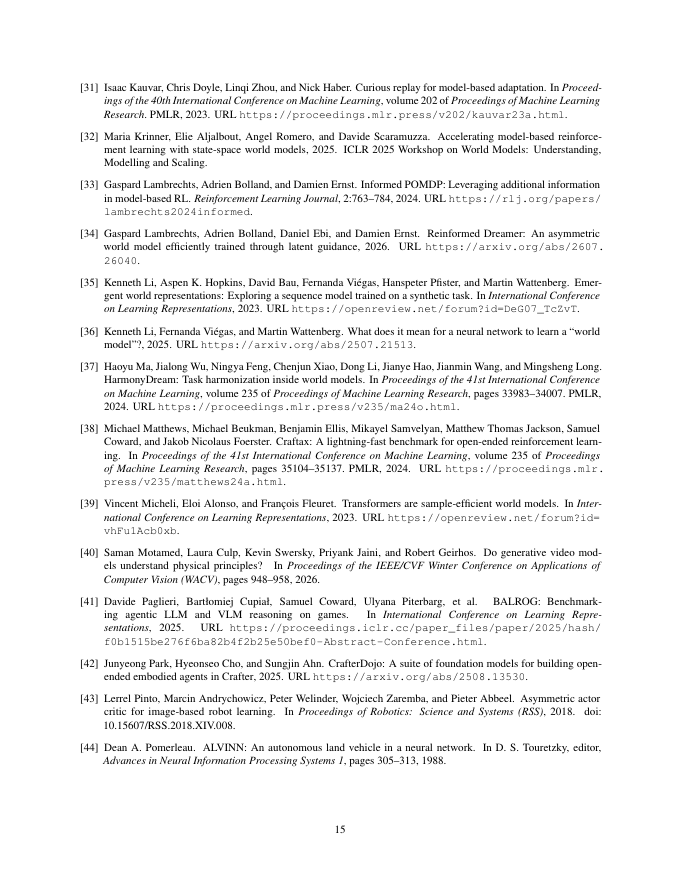 [31] Isaac Kauvar, Chris Doyle, Linqi Zhou, and Nick Haber. Curious replay for model-based adaptation. In Proceed-
ings of the 40th International Conference on Machine Learning, volume 202 of Proceedings of Machine Learning
Research. PMLR, 2023. URL https://proceedings.mlr.press/v202/kauvar23a.html.
[32] Maria Krinner, Elie Aljalbout, Angel Romero, and Davide Scaramuzza. Accelerating model-based reinforce-
ment learning with state-space world models, 2025. ICLR 2025 Workshop on World Models: Understanding,
Modelling and Scaling.
[33] Gaspard Lambrechts, Adrien Bolland, and Damien Ernst. Informed POMDP: Leveraging additional information
in model-based RL. Reinforcement Learning Journal, 2:763–784, 2024. URL https://rlj.org/papers/
lambrechts2024informed.
[34] Gaspard Lambrechts, Adrien Bolland, Daniel Ebi, and Damien Ernst. Reinformed Dreamer: An asymmetric
world model efficiently trained through latent guidance, 2026. URL https://arxiv.org/abs/2607.
26040.
[35] Kenneth Li, Aspen K. Hopkins, David Bau, Fernanda Viégas, Hanspeter Pfister, and Martin Wattenberg. Emer-
gent world representations: Exploring a sequence model trained on a synthetic task. In International Conference
on Learning Representations, 2023. URL https://openreview.net/forum?id=DeG07_TcZvT.
[36] Kenneth Li, Fernanda Viégas, and Martin Wattenberg. What does it mean for a neural network to learn a “world
model”?, 2025. URL https://arxiv.org/abs/2507.21513.
[37] Haoyu Ma, Jialong Wu, Ningya Feng, Chenjun Xiao, Dong Li, Jianye Hao, Jianmin Wang, and Mingsheng Long.
HarmonyDream: Task harmonization inside world models. In Proceedings of the 41st International Conference
on Machine Learning, volume 235 of Proceedings of Machine Learning Research, pages 33983–34007. PMLR,
2024. URL https://proceedings.mlr.press/v235/ma24o.html.
[38] Michael Matthews, Michael Beukman, Benjamin Ellis, Mikayel Samvelyan, Matthew Thomas Jackson, Samuel
Coward, and Jakob Nicolaus Foerster. Craftax: A lightning-fast benchmark for open-ended reinforcement learn-
ing. In Proceedings of the 41st International Conference on Machine Learning, volume 235 of Proceedings
of Machine Learning Research, pages 35104–35137. PMLR, 2024. URL https://proceedings.mlr.
press/v235/matthews24a.html.
[39] Vincent Micheli, Eloi Alonso, and François Fleuret. Transformers are sample-efficient world models. In Inter-
national Conference on Learning Representations, 2023. URL https://openreview.net/forum?id=
vhFu1Acb0xb.
[40] Saman Motamed, Laura Culp, Kevin Swersky, Priyank Jaini, and Robert Geirhos. Do generative video mod-
els understand physical principles? In Proceedings of the IEEE/CVF Winter Conference on Applications of
Computer Vision (WACV), pages 948–958, 2026.
[41] Davide Paglieri, Bartłomiej Cupiał, Samuel Coward, Ulyana Piterbarg, et al. BALROG: Benchmark-
ing agentic LLM and VLM reasoning on games. In International Conference on Learning Repre-
sentations, 2025. URL https://proceedings.iclr.cc/paper_files/paper/2025/hash/
f0b1515be276f6ba82b4f2b25e50bef0-Abstract-Conference.html.
[42] Junyeong Park, Hyeonseo Cho, and Sungjin Ahn. CrafterDojo: A suite of foundation models for building open-
ended embodied agents in Crafter, 2025. URL https://arxiv.org/abs/2508.13530.
[43] Lerrel Pinto, Marcin Andrychowicz, Peter Welinder, Wojciech Zaremba, and Pieter Abbeel. Asymmetric actor
critic for image-based robot learning. In Proceedings of Robotics: Science and Systems (RSS), 2018. doi:
10.15607/RSS.2018.XIV.008.
[44] Dean A. Pomerleau. ALVINN: An autonomous land vehicle in a neural network. In D. S. Touretzky, editor,
Advances in Neural Information Processing Systems 1, pages 305–313, 1988.
15